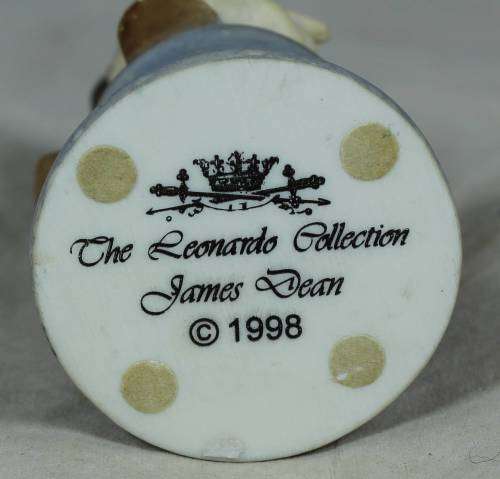 The Leonardo Collection
James Dean
© 1998